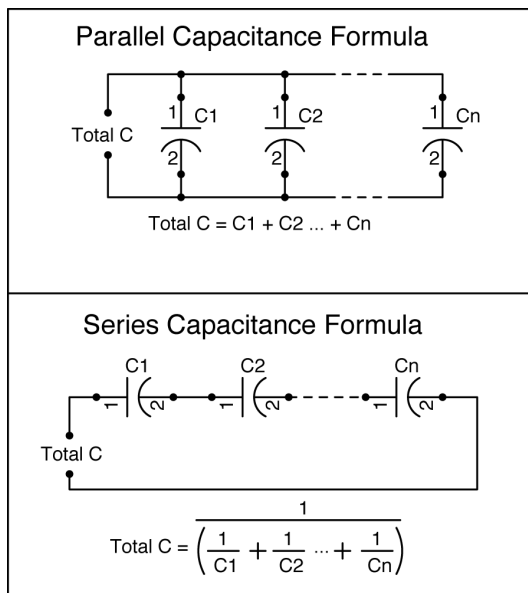 Parallel Capacitance Formula
1 C1 1 C2 1 Cn
Total C
2 2 2
Total C = C1 + C2 ... + Cn
Series Capacitance Formula
C1 C2 Cn
1 2 1 2 1 2
Total C
1
Total C = ( 1 + 1 ... + 1 )
C1 C2 Cn